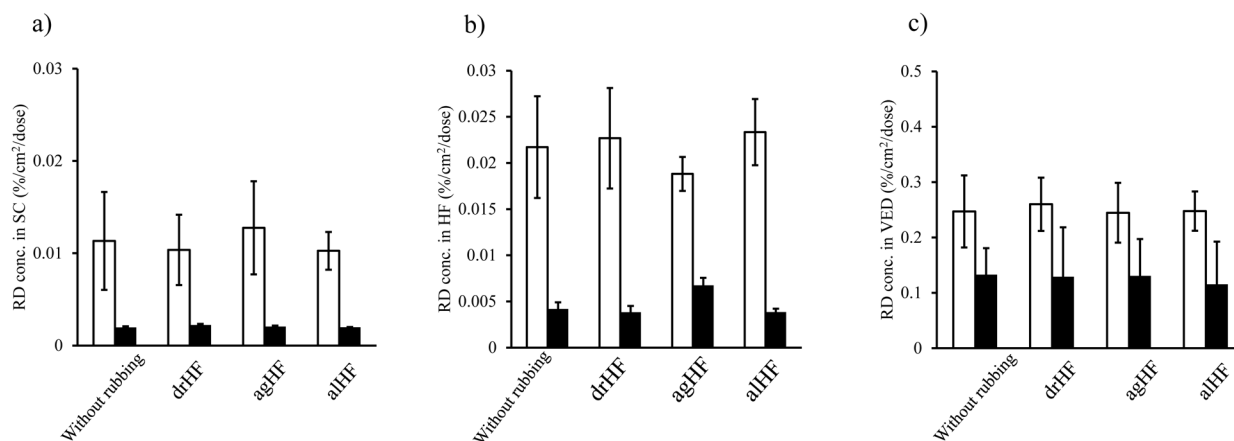 a)
RD conc. in SC (%/cm²/dose)
0.03
0.02
0.01
0
Without rubbing
drHF
agHF
alHF
b)
RD conc. in HF (%/cm²/dose)
0.03
0.025
0.02
0.015
0.01
0.005
0
Without rubbing
drHF
agHF
alHF
c)
RD conc. in VED (%/cm²/dose)
0.5
0.4
0.3
0.2
0.1
0
Without rubbing
drHF
agHF
alHF